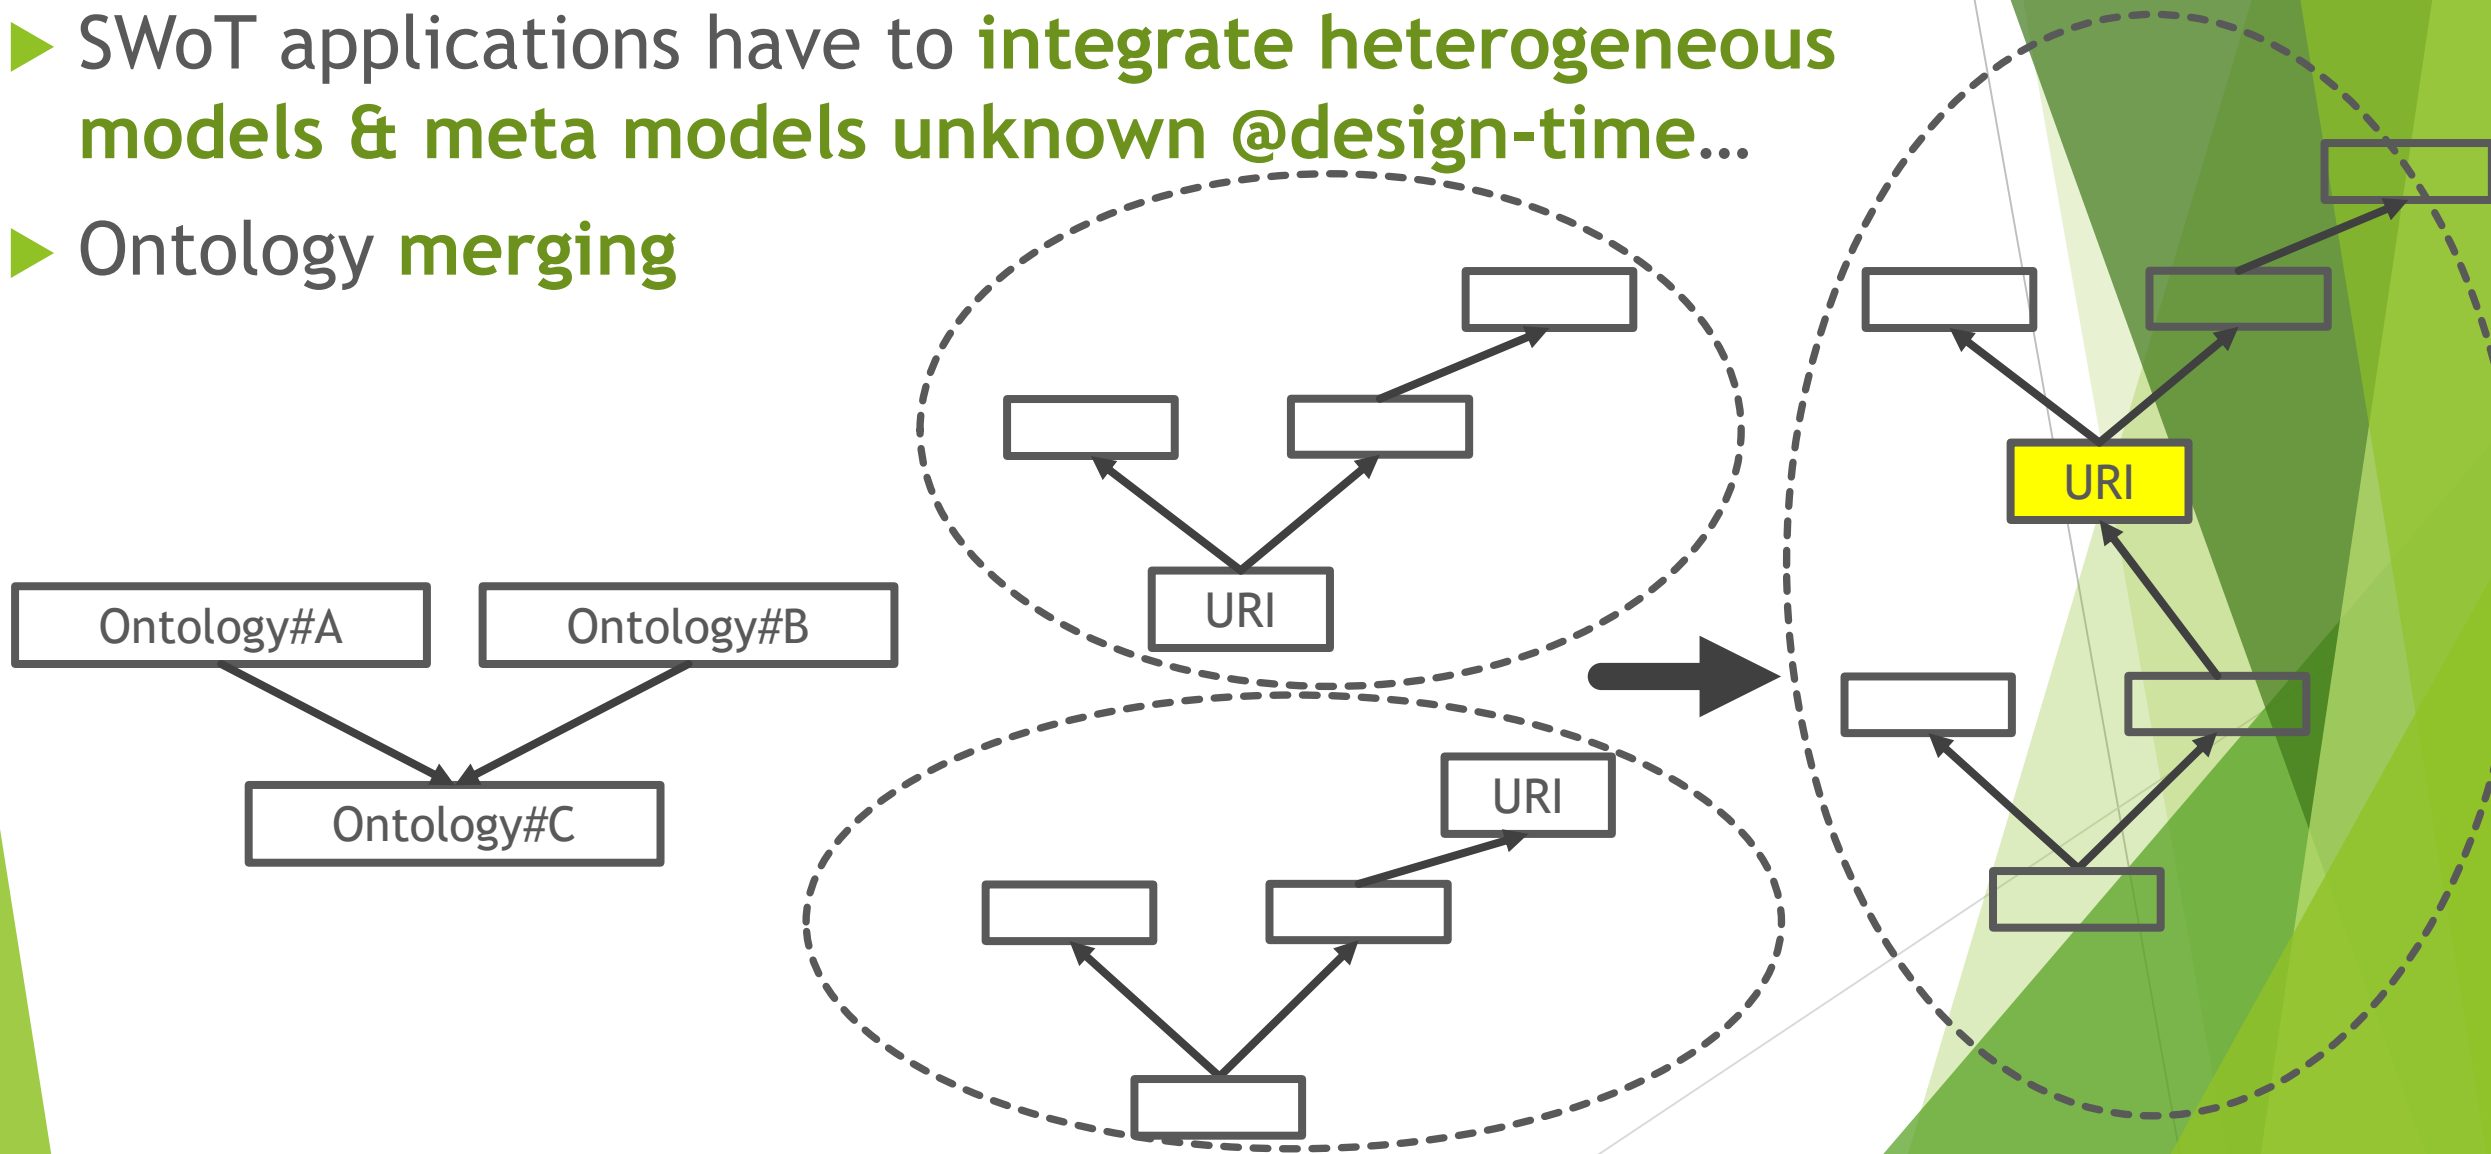 SWoT applications have to integrate heterogeneous
models & meta models unknown @design-time…
Ontology merging
URI
URI
Ontology#A
Ontology#B
URI
Ontology#C
URI